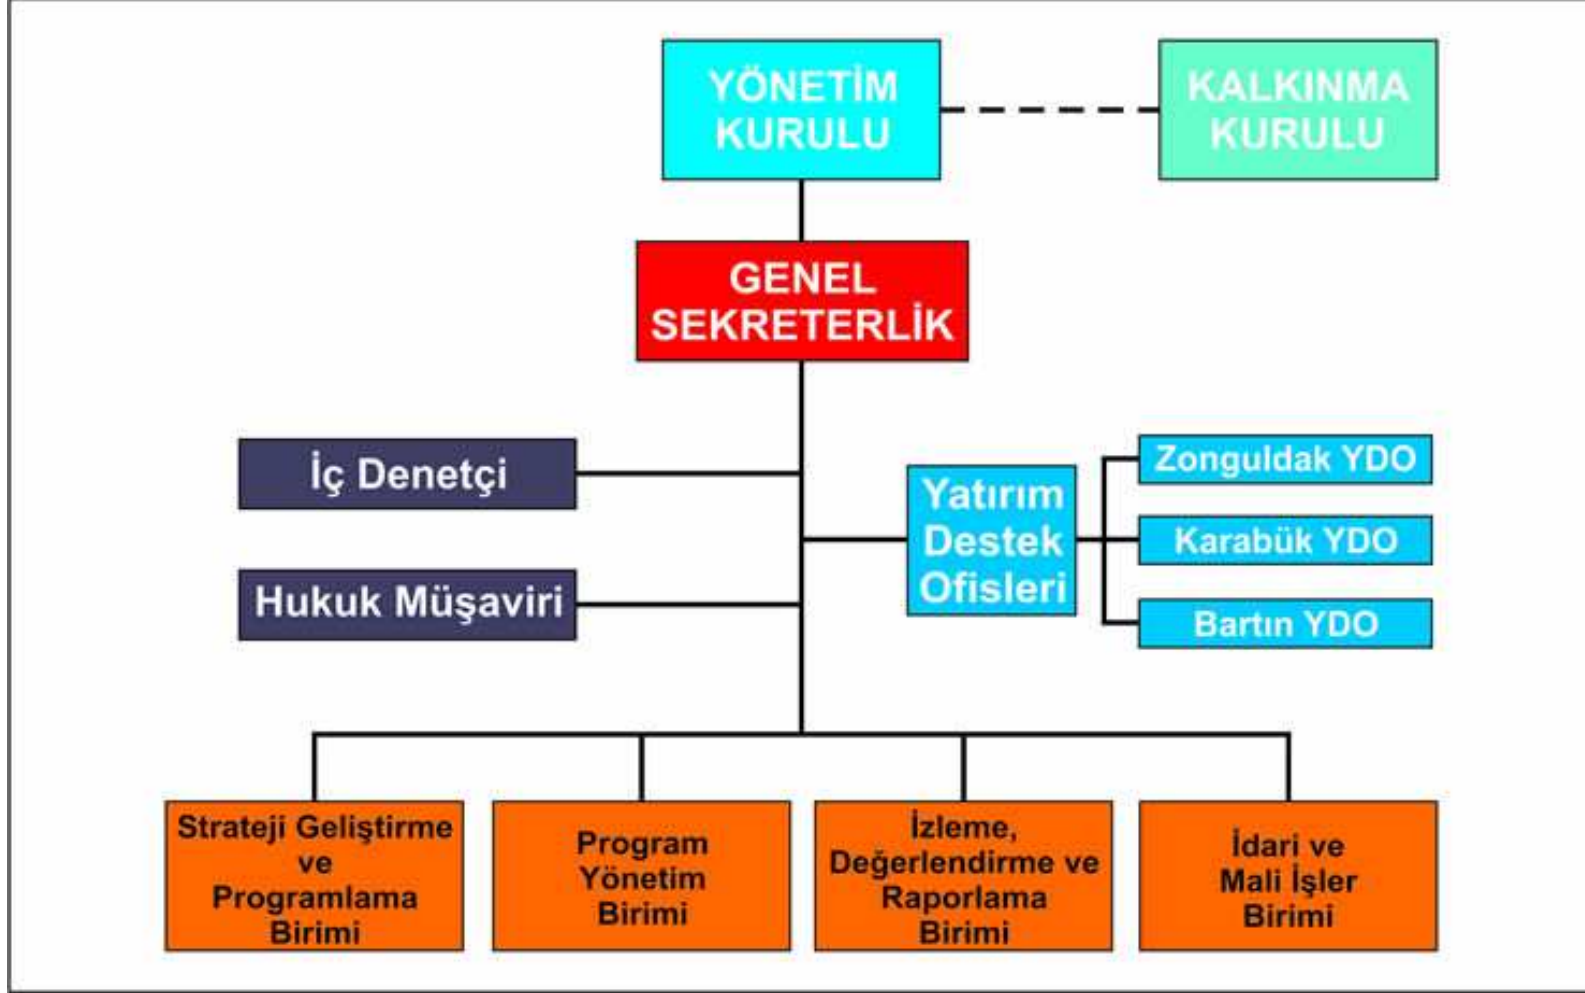 YÖNETİM
KURULU
KALKINMA
KURULU
GENEL
SEKRETERLİK
İç Denetçi
Hukuk Müşaviri
Yatırım
Destek
Ofisleri
Zonguldak YDO
Karabük YDO
Bartın YDO
Strateji Geliştirme
ve
Programlama
Birimi
Program
Yönetim
Birimi
İzleme,
Değerlendirme ve
Raporlama
Birimi
İdari ve
Mali İşler
Birimi